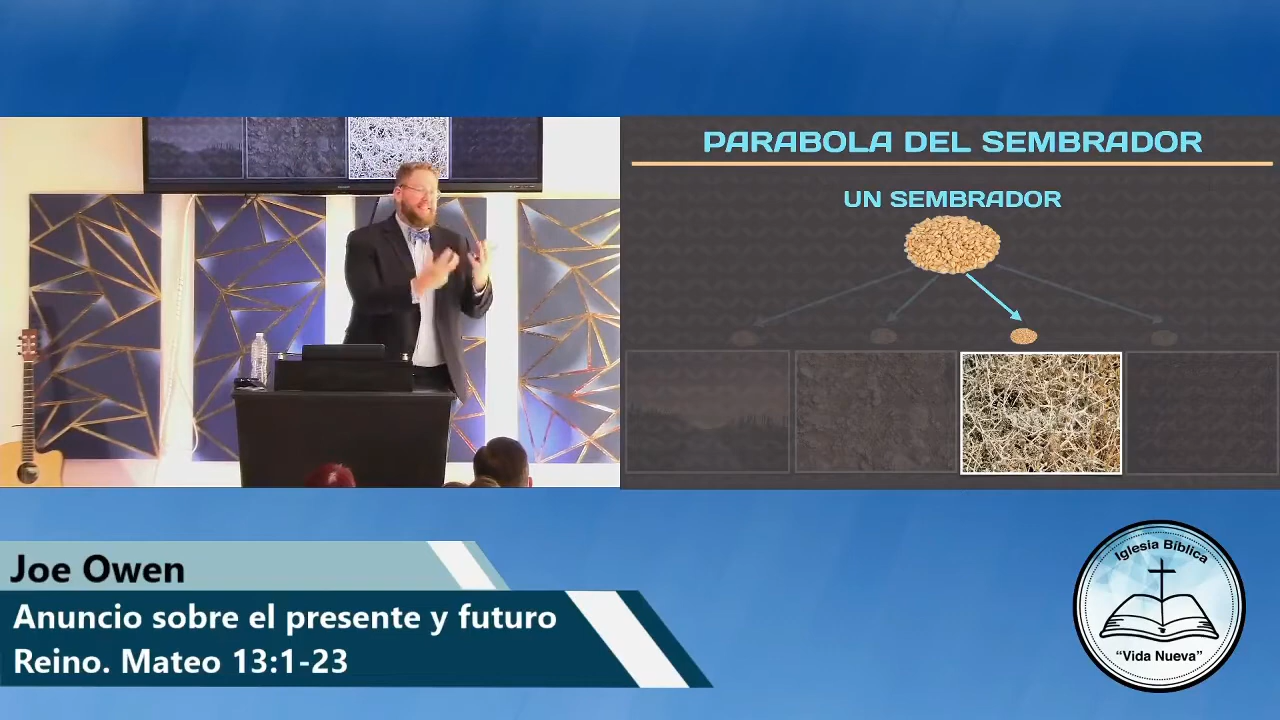 PARABOLA DEL SEMBRADOR
UN SEMBRADOR
Joe Owen
Anuncio sobre el presente y futuro
Reino. Mateo 13:1-23
Iglesia Bíblica
“Vida Nueva”